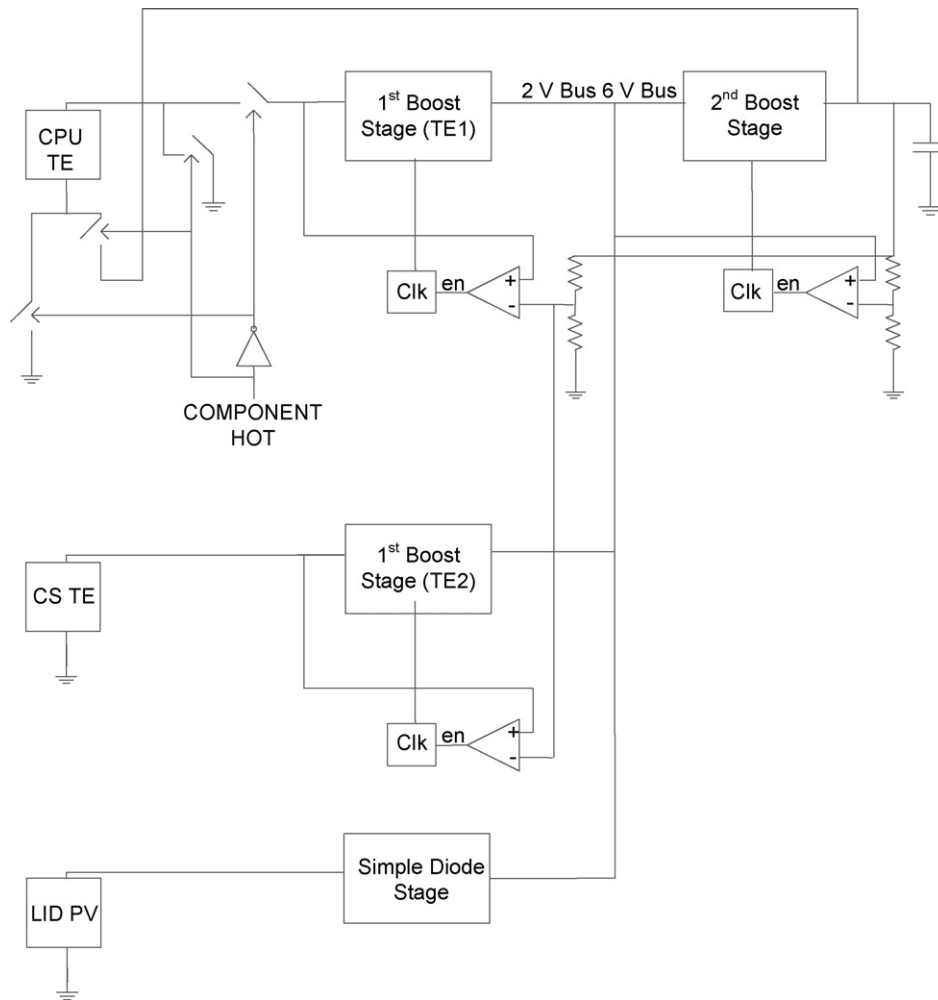 CPU
TE
1st Boost
Stage (TE1)
2 V Bus 6 V Bus
2nd Boost
Stage
Clk
en
+
-
Clk
en
+
-
COMPONENT
HOT
CS TE
1st Boost
Stage (TE2)
Clk
en
+
-
LID PV
Simple Diode
Stage